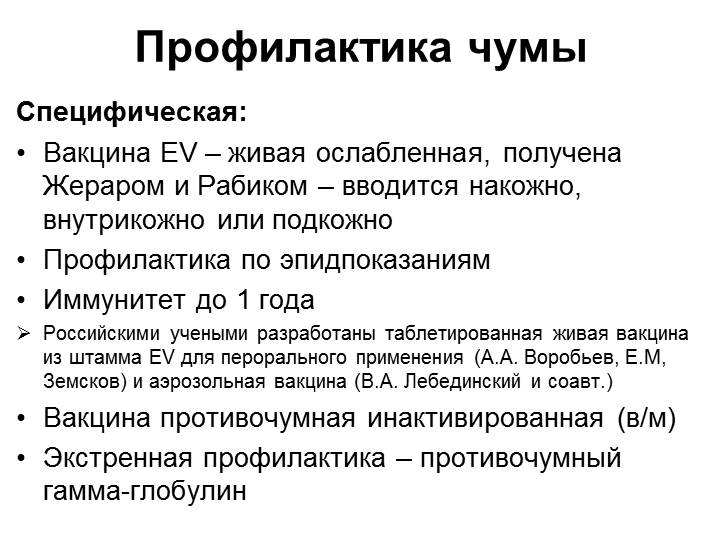 Профилактика чумы
Специфическая:
• Вакцина EV – живая ослабленная, получена
Жераром и Рабиком – вводится накожно,
внутрикожно или подкожно
• Профилактика по эпидпоказаниям
• Иммунитет до 1 года
➢ Российскими учеными разработаны таблетированная живая вакцина
из штамма EV для перорального применения (А.А. Воробьев, Е.М,
Земсков) и аэрозольная вакцина (В.А. Лебединский и соавт.)
• Вакцина противочумная инактивированная (в/м)
• Экстренная профилактика – противочумный
гамма-глобулин